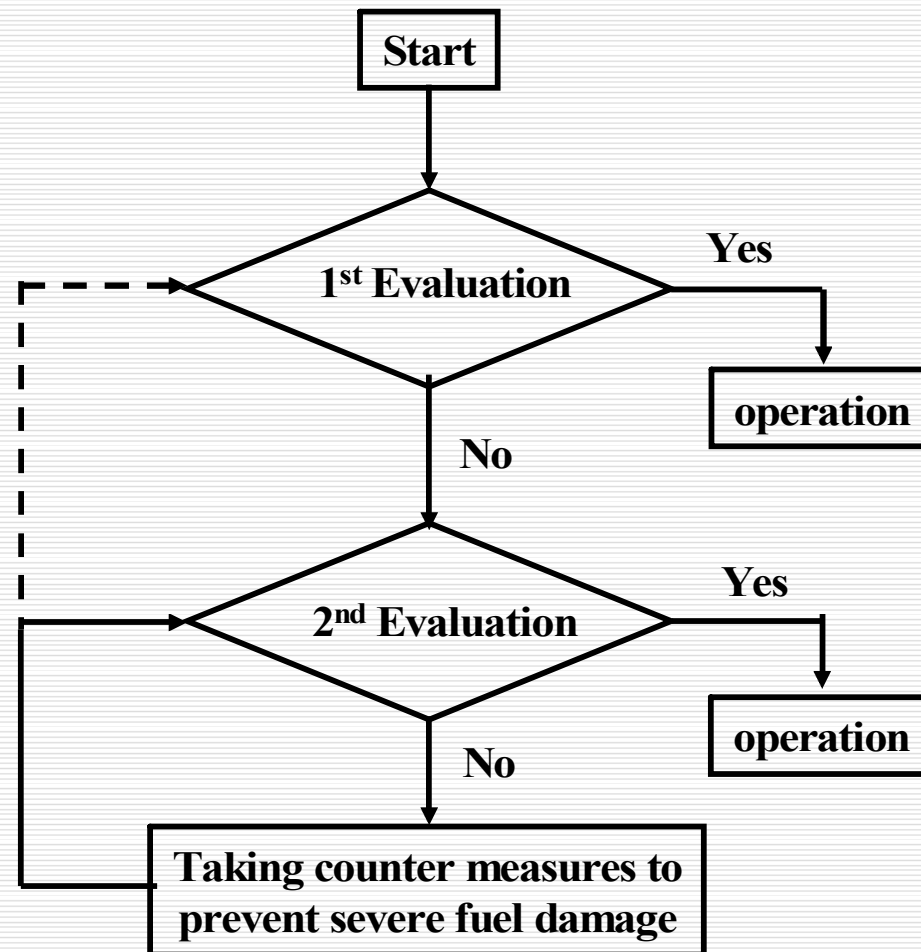 Start
1st Evaluation
Yes
operation
No
2nd Evaluation
Yes
operation
No
Taking counter measures to
prevent severe fuel damage